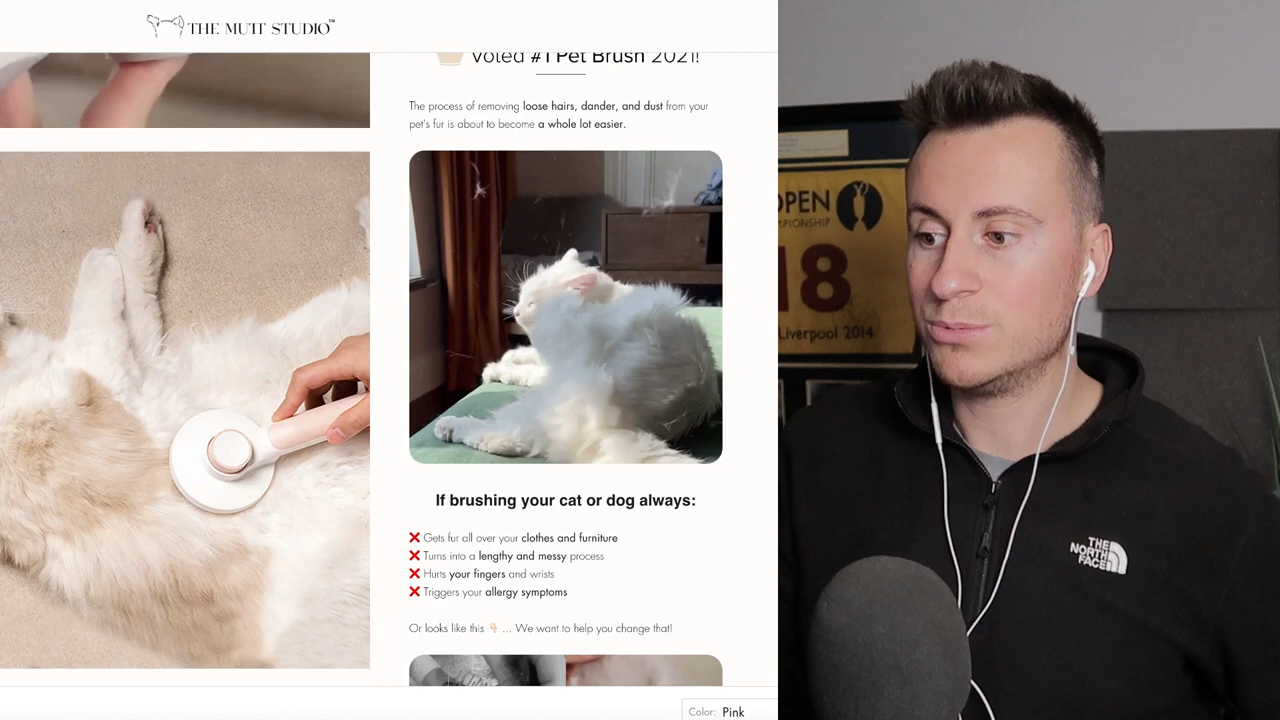 THE MUTT STUDIO™
Voted #1 Pet Brush 2021!
The process of removing loose hairs, dander, and dust from your
pet's fur is about to become a whole lot easier.
If brushing your cat or dog always:
❌ Gets fur all over your clothes and furniture
❌ Turns into a lengthy and messy process
❌ Hurts your fingers and wrists
❌ Triggers your allergy symptoms
Or looks like this 👇🏻 ... We want to help you change that!
Color: Pink
OPEN
MPIONSHIP
18
Liverpool 2014
THE
NORTH
FACE